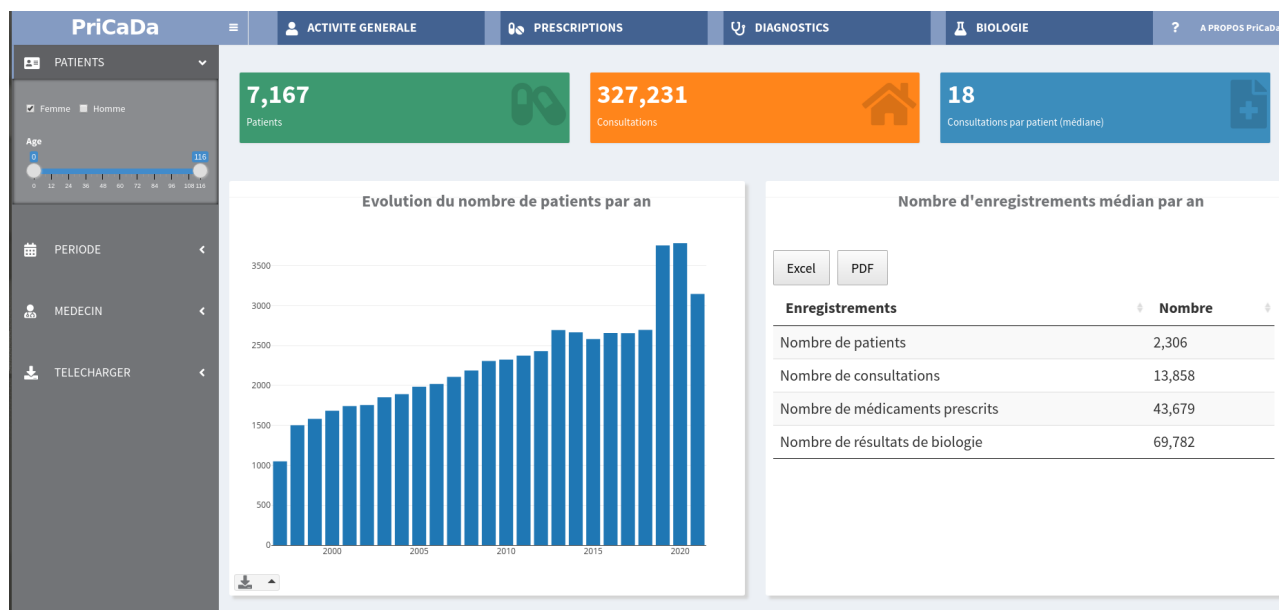 PriCaDa
ACTIVITE GENERALE
PRESCRIPTIONS
DIAGNOSTICS
BIOLOGIE
? A PROPOS PriCaDa
PATIENTS
Femme Homme
Age
0 116
0 12 24 36 48 60 72 84 96 108 116
PERIODE
MEDECIN
TELECHARGER
7,167
Patients
327,231
Consultations
18
Consultations par patient (médiane)
Evolution du nombre de patients par an
3500
3000
2500
2000
1500
1000
500
0
2000 2005 2010 2015 2020
Nombre d'enregistrements médian par an
Excel PDF
Enregistrements Nombre
Nombre de patients 2,306
Nombre de consultations 13,858
Nombre de médicaments prescrits 43,679
Nombre de résultats de biologie 69,782